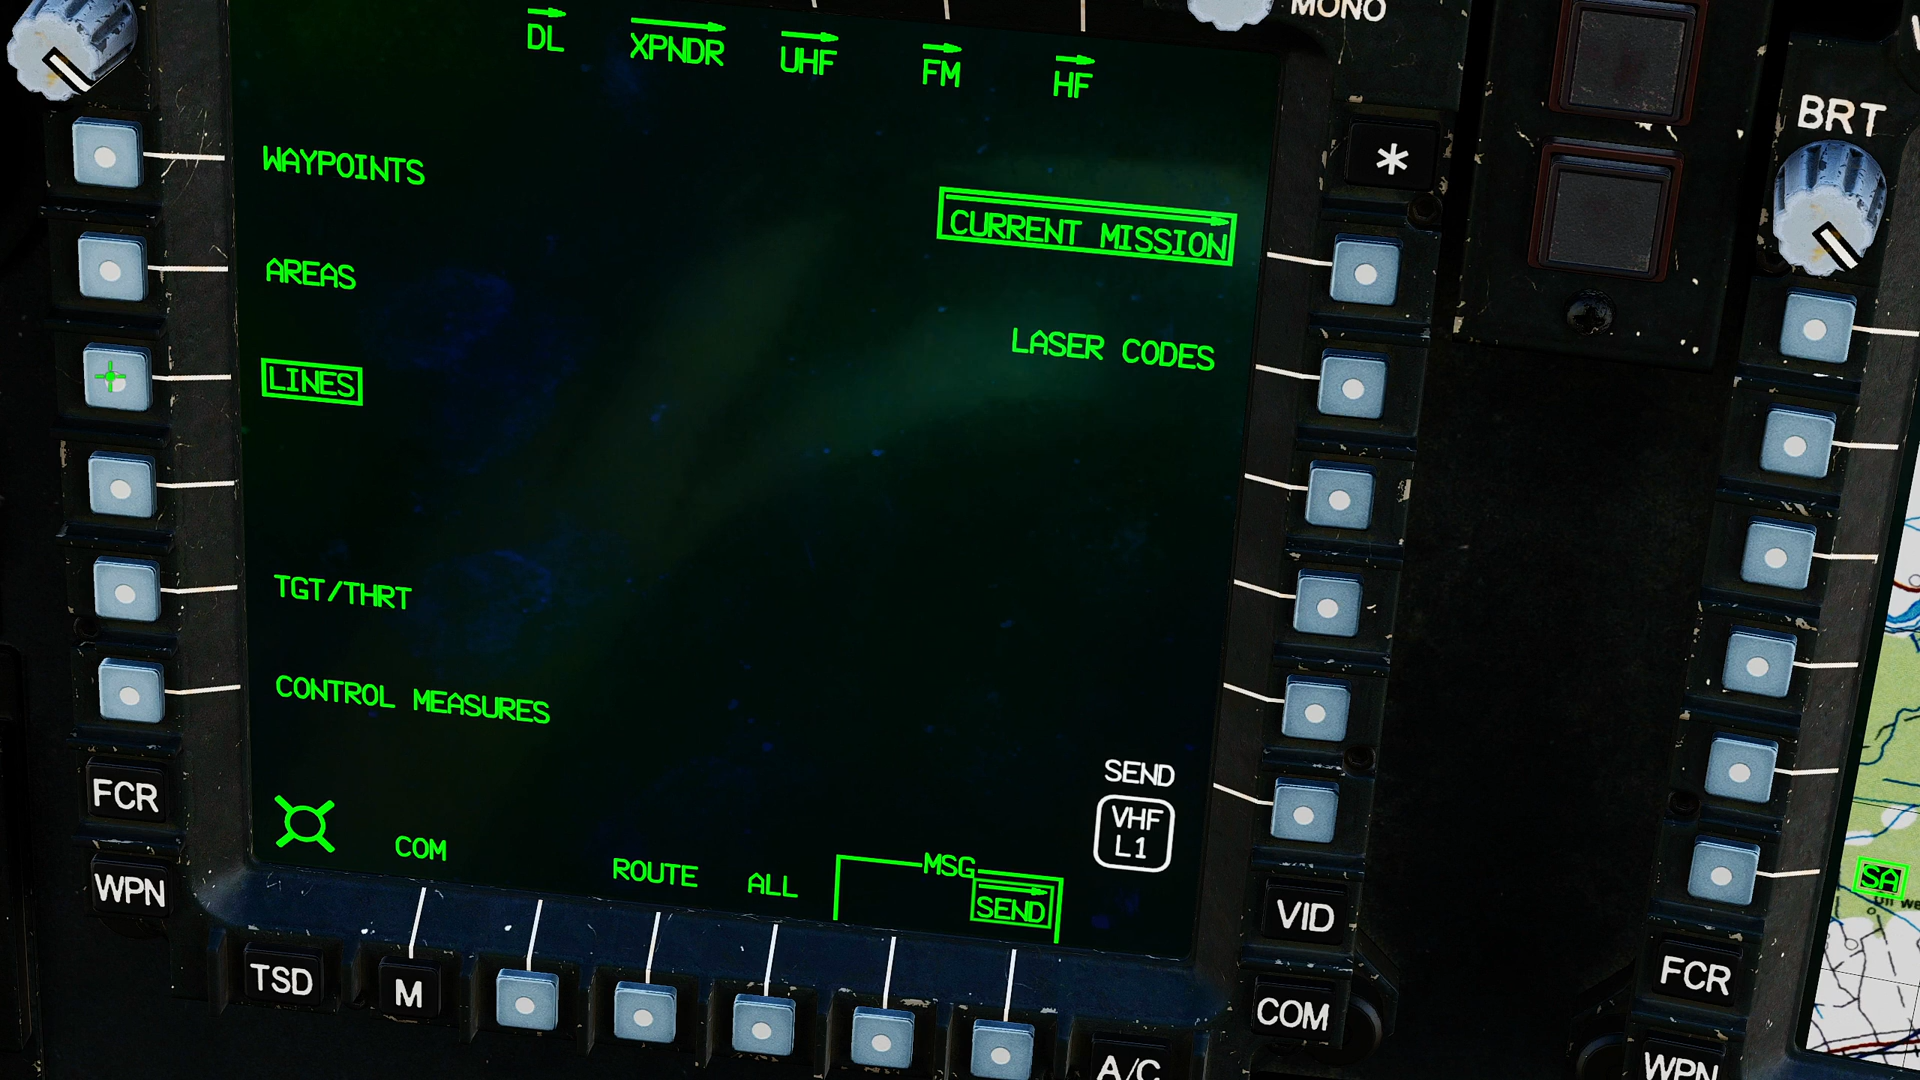 MONO
DL XPNDR UHF FM HF
BRT
*
WAYPOINTS
CURRENT MISSION
AREAS
LASER CODES
LINES
TGT/THRT
CONTROL MEASURES
SEND
VHF
L1
FCR
COM
ROUTE
ALL
MSG
SEND
SA
WPN
VID
FCR
TSD
M
COM
A/C
WPN